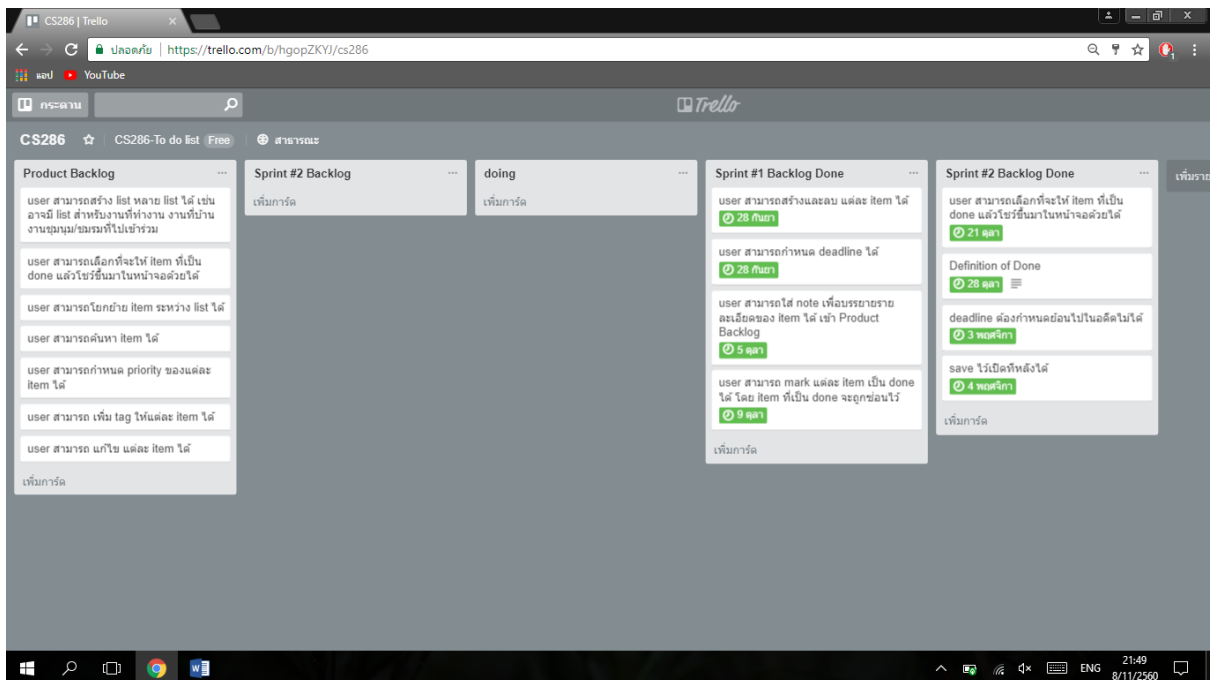 CS286 | Trello
ปลอดภัย | https://trello.com/b/hgopZKYJ/cs286
แอป
YouTube
กระดาน
Trello
CS286
CS286-To do list
Free
สาธารณะ
Product Backlog
user สามารถสร้าง list หลาย list ได้ เช่น
อาจมี list สำหรับงานที่ทำงาน งานที่บ้าน
งานชุมนุม/ชมรมที่ไปเข้าร่วม
user สามารถเลือกที่จะให้ item ที่เป็น
done แล้วโชว์ขึ้นมาในหน้าจอด้วยได้
user สามารถโยกย้าย item ระหว่าง list ได้
user สามารถค้นหา item ได้
user สามารถกำหนด priority ของแต่ละ
item ได้
user สามารถ เพิ่ม tag ให้แต่ละ item ได้
user สามารถ แก้ไข แต่ละ item ได้
เพิ่มการ์ด
Sprint #2 Backlog
เพิ่มการ์ด
doing
เพิ่มการ์ด
Sprint #1 Backlog Done
user สามารถสร้างและลบ แต่ละ item ได้
28 กันยา
user สามารถกำหนด deadline ได้
28 กันยา
user สามารถใส่ note เพื่อบรรยายราย
ละเอียดของ item ได้ เข้า Product
Backlog
5 ตุลา
user สามารถ mark แต่ละ item เป็น done
ได้ โดย item ที่เป็น done จะถูกซ่อนไว้
9 ตุลา
เพิ่มการ์ด
Sprint #2 Backlog Done
user สามารถเลือกที่จะให้ item ที่เป็น
done แล้วโชว์ขึ้นมาในหน้าจอด้วยได้
21 ตุลา
Definition of Done
28 ตุลา
deadline ต้องกำหนดย้อนไปในอดีตไม่ได้
3 พฤศจิกา
save ไว้เปิดทีหลังได้
4 พฤศจิกา
เพิ่มการ์ด
เพิ่มราย
ENG
21:49
8/11/2560